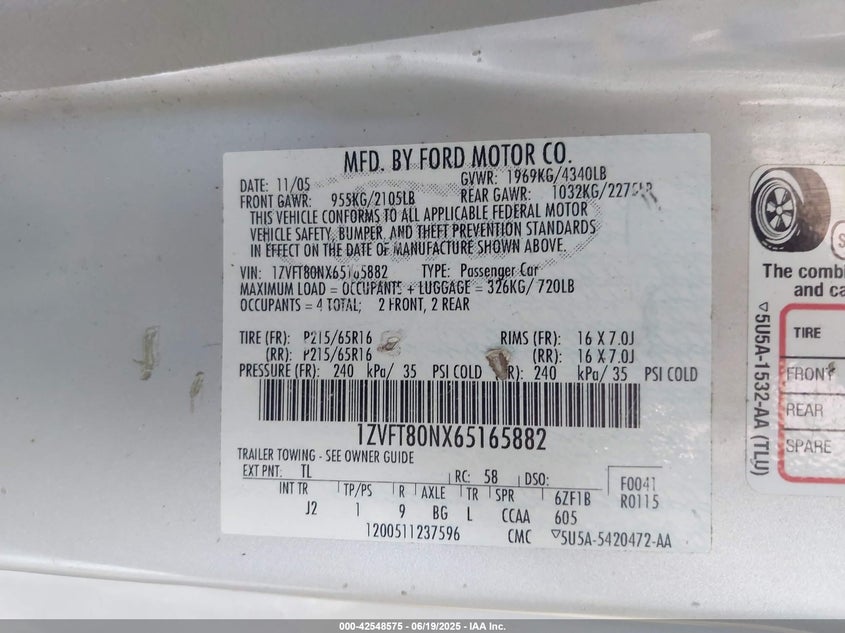 MFD. BY FORD MOTOR CO.
DATE: 11/05 GVWR: 1969KG/4340LB
FRONT GAWR: 955KG/2105LB REAR GAWR: 1032KG/2275LB
THIS VEHICLE CONFORMS TO ALL APPLICABLE FEDERAL MOTOR
VEHICLE SAFETY, BUMPER, AND THEFT PREVENTION STANDARDS
IN EFFECT ON THE DATE OF MANUFACTURE SHOWN ABOVE.
VIN: 1ZVFT80NX65165882 TYPE: Passenger Car
MAXIMUM LOAD = OCCUPANTS + LUGGAGE = 326KG/ 720LB
OCCUPANTS = 4 TOTAL; 2 FRONT, 2 REAR
TIRE (FR): P215/65R16 RIMS (FR): 16 X 7.0J
(RR): P215/65R16 (RR): 16 X 7.0J
PRESSURE (FR): 240 kPa/ 35 PSI COLD (RR): 240 kPa/ 35 PSI COLD
1ZVFT80NX65165882
TRAILER TOWING - SEE OWNER GUIDE
EXT PNT: TL RC: 58 DSO: F0041
INT TR TP/PS R AXLE TR SPR 6ZF1B R0115
J2 1 9 BG L CCAA 605
1200511237596 CMC ▽5U5A-5420472-AA
The combi
and ca
TIRE
FRONT
REAR
SPARE
▽5U5A-1532-AA (TLU)
000-42548575 - 06/19/2025 - IAA Inc.